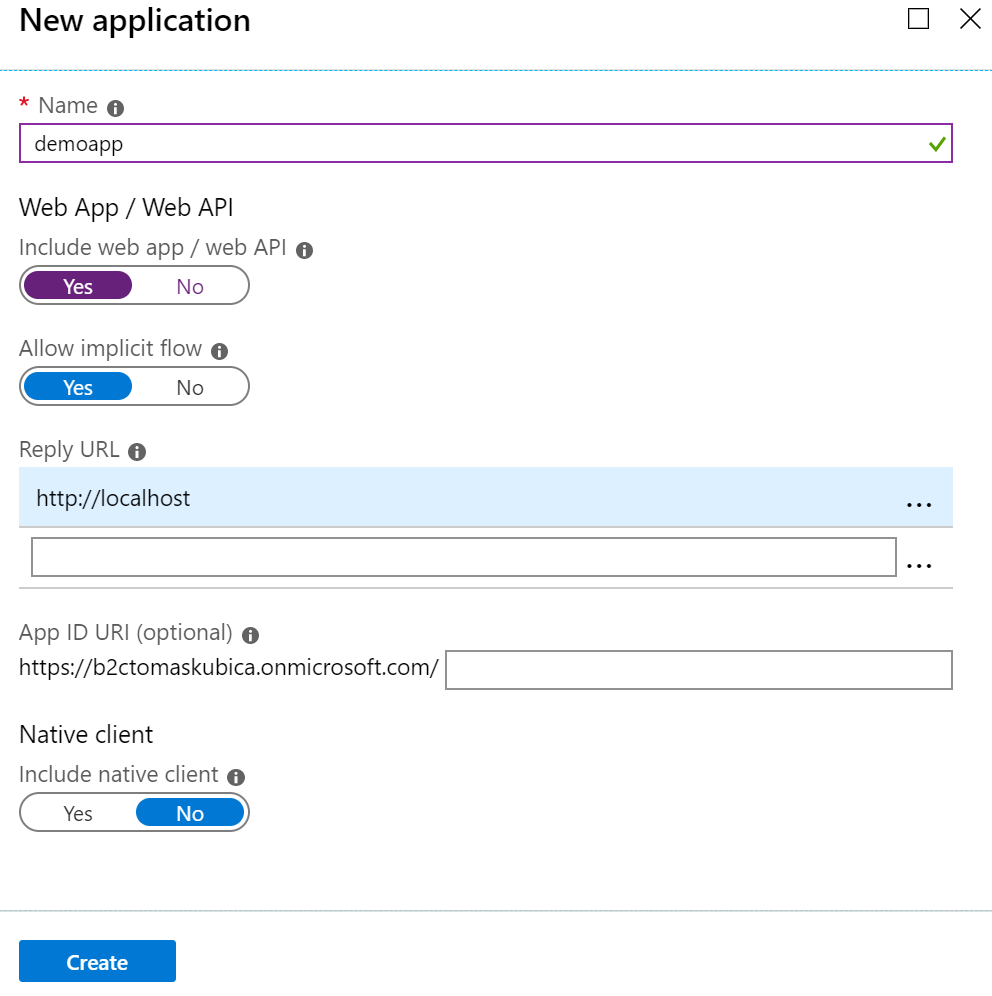 New application
* Name
demoapp
Web App / Web API
Include web app / web API
Yes No
Allow implicit flow
Yes No
Reply URL
http://localhost
...
...
App ID URI (optional)
https://b2ctomaskubica.onmicrosoft.com/
Native client
Include native client
Yes No
Create